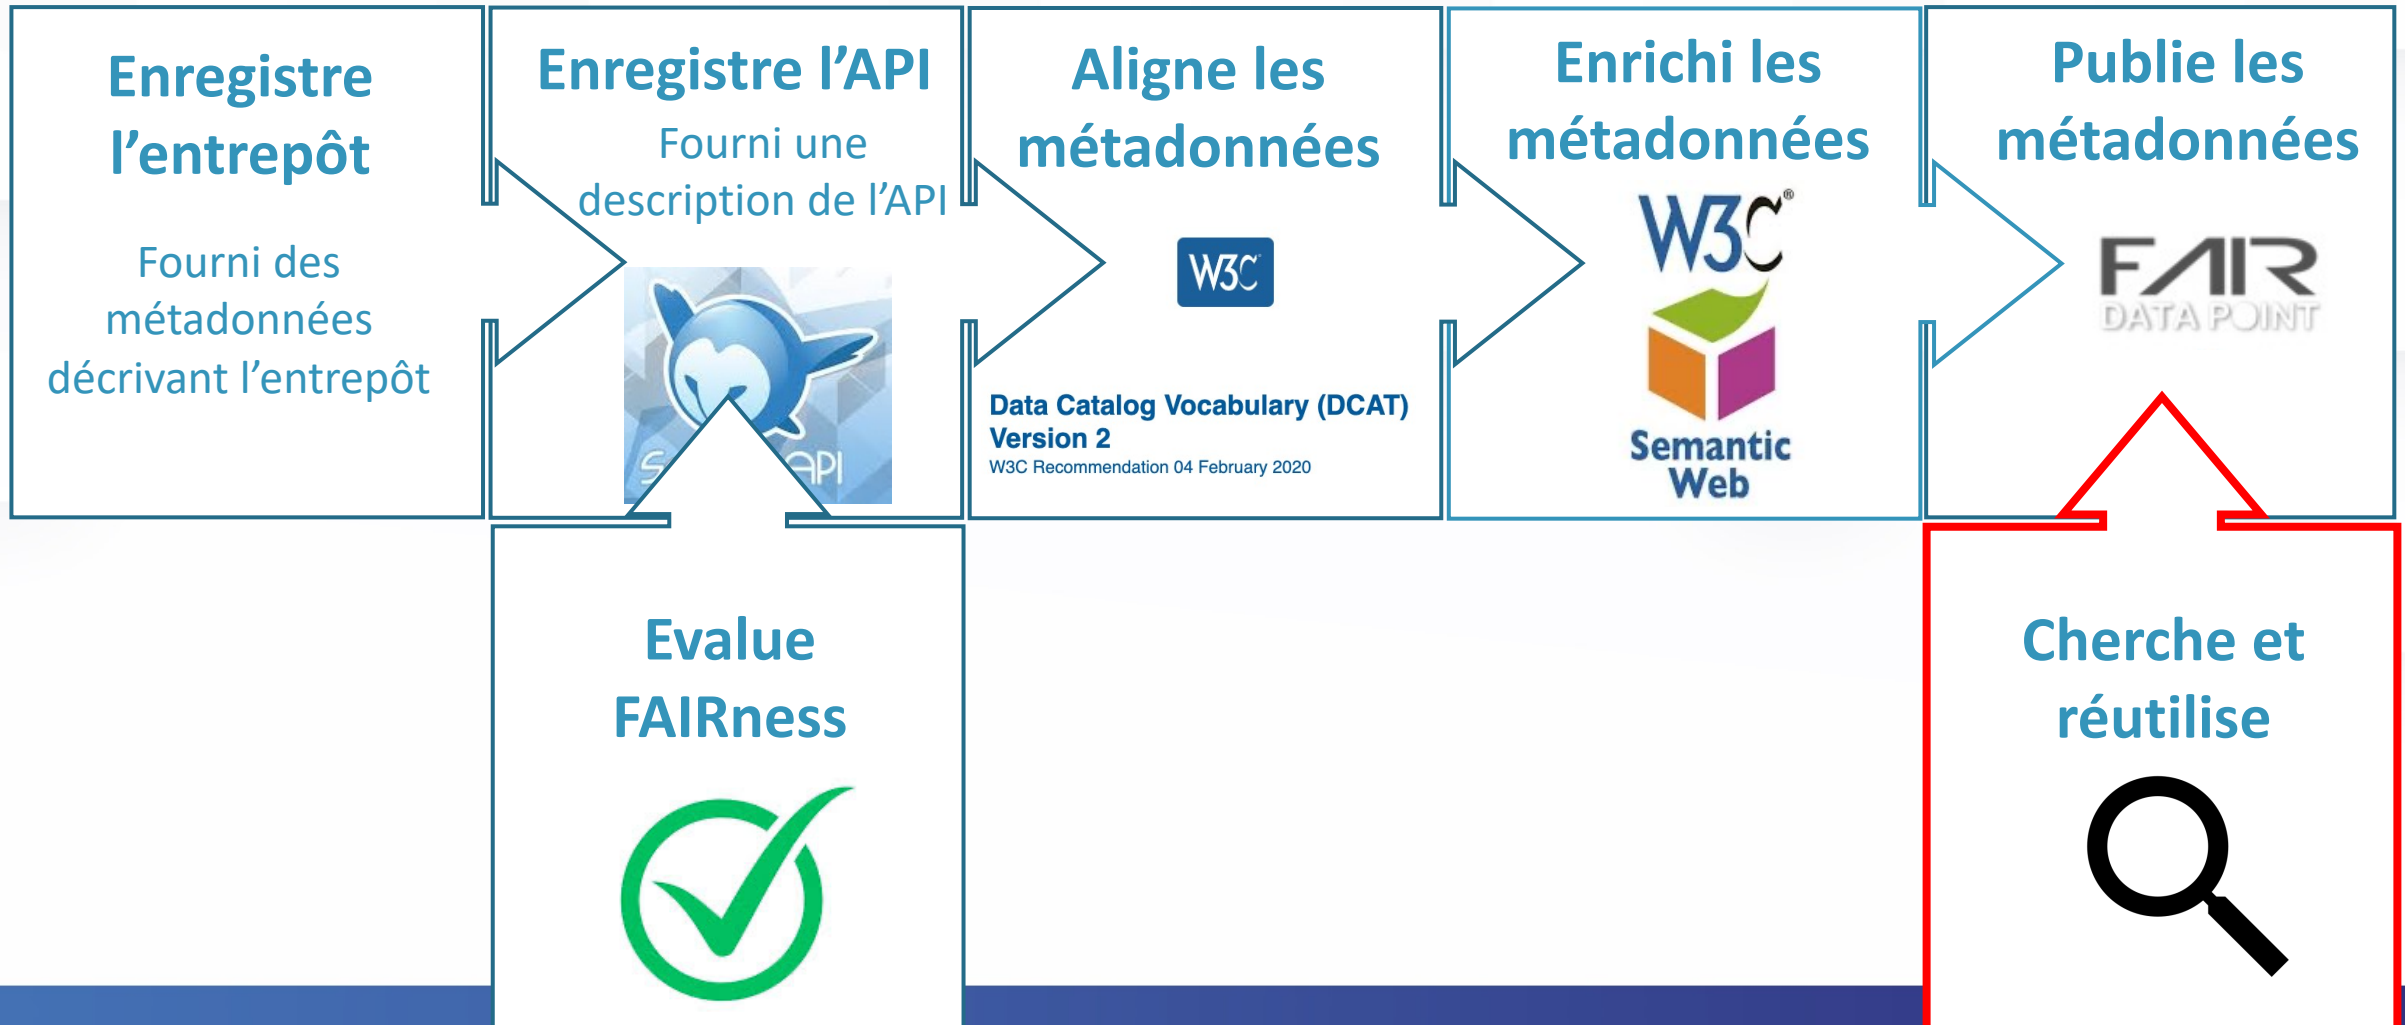 Enregistre
l’entrepôt
Fourni des
métadonnées
décrivant l’entrepôt
Enregistre l’API
Fourni une
description de l’API
API
Aligne les
métadonnées
W3C
Data Catalog Vocabulary (DCAT)
Version 2
W3C Recommendation 04 February 2020
Enrichi les
métadonnées
W3C®
Semantic
Web
Publie les
métadonnées
FAIR
DATA POINT
Evalue
FAIRness
Cherche et
réutilise